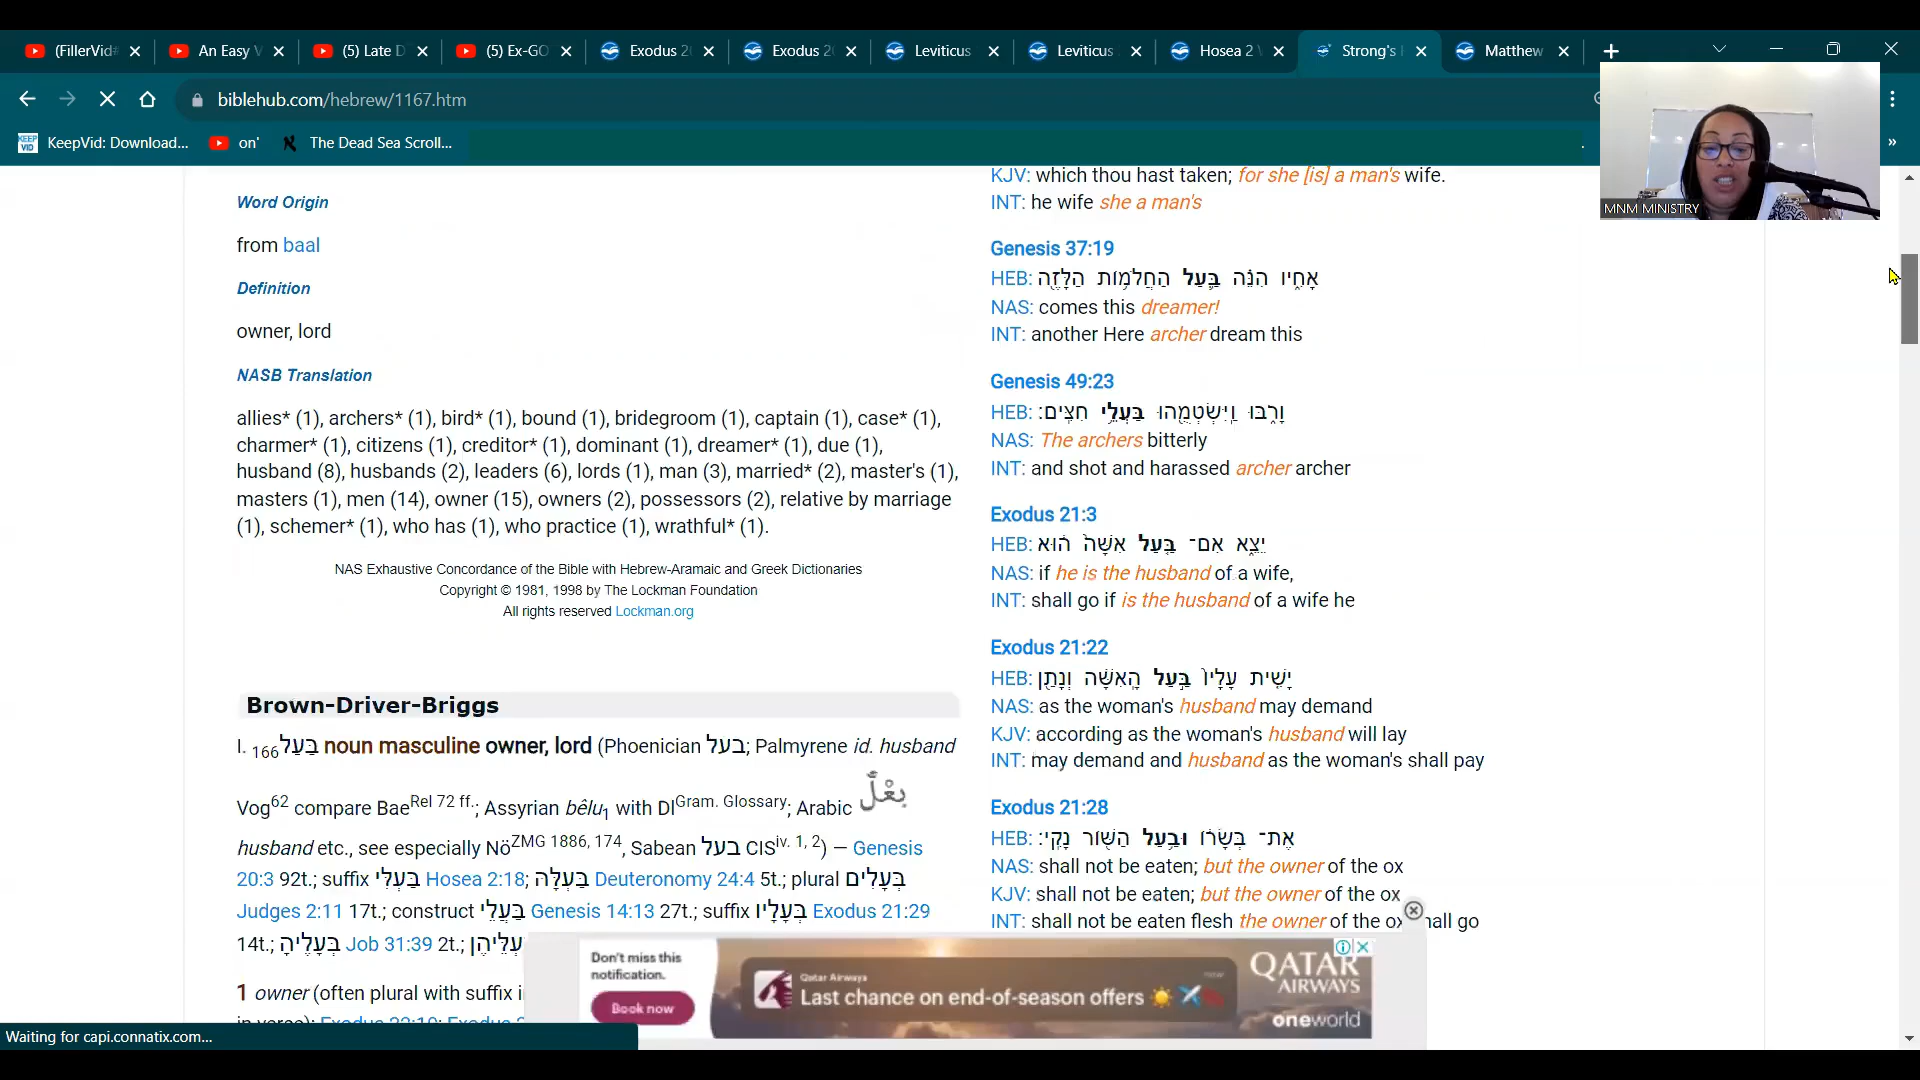 (FillerVid#
An Easy V
(5) Late D
(5) Ex-GO
Exodus 2
Exodus 2
Leviticus
Leviticus
Hosea 2 V
Strong's
Matthew
biblehub.com/hebrew/1167.htm
KeepVid: Download...
on'
The Dead Sea Scroll...
MNM MINISTRY
Word Origin
from baal
Definition
owner, lord
NASB Translation
allies* (1), archers* (1), bird* (1), bound (1), bridegroom (1), captain (1), case* (1),
charmer* (1), citizens (1), creditor* (1), dominant (1), dreamer* (1), due (1),
husband (8), husbands (2), leaders (6), lords (1), man (3), married* (2), master's (1),
masters (1), men (14), owner (15), owners (2), possessors (2), relative by marriage
(1), schemer* (1), who has (1), who practice (1), wrathful* (1).
NAS Exhaustive Concordance of the Bible with Hebrew-Aramaic and Greek Dictionaries
Copyright © 1981, 1998 by The Lockman Foundation
All rights reserved Lockman.org
Brown-Driver-Briggs
I. בַּעַל166 noun masculine owner, lord (Phoenician בעל; Palmyrene id. husband
Vog62 compare BaeRel 72 ff.; Assyrian bêlu1 with DlGram. Glossary; Arabic بَعْلٌ
husband etc., see especially NöZMG 1886, 174, Sabean בעל CISiv. 1, 2) — Genesis
20:3 92t.; suffix בַּעְלִי Hosea 2:18; בַּעְלָהּ Deuteronomy 24:4 5t.; plural בְּעָלִים
Judges 2:11 17t.; construct בַּעֲלֵי Genesis 14:13 27t.; suffix בְּעָלָיו Exodus 21:29
14t.; בְּעָלֶיהָ Job 31:39 2t.;
1 owner (often plural with suffix i
KJV: which thou hast taken; for she [is] a man's wife.
INT: he wife she a man's
Genesis 37:19
HEB: אָחִ֑יו הִנֵּ֗ה בַּ֛עַל הַחֲלֹמ֥וֹת הַלָּזֶ֖ה
NAS: comes this dreamer!
INT: another Here archer dream this
Genesis 49:23
HEB: וָרֹ֑בּוּ וַֽיִּשְׂטְמֻ֖הוּ בַּעֲלֵ֥י חִצִּֽים׃
NAS: The archers bitterly
INT: and shot and harassed archer archer
Exodus 21:3
HEB: יֵצֵ֑א אִם־ בַּ֤עַל אִשָּׁה֙ ה֔וּא
NAS: if he is the husband of a wife,
INT: shall go if is the husband of a wife he
Exodus 21:22
HEB: יָשִׁ֤ית עָלָיו֙ בַּ֣עַל הָֽאִשָּׁ֔ה וְנָתַ֖ן
NAS: as the woman's husband may demand
KJV: according as the woman's husband will lay
INT: may demand and husband as the woman's shall pay
Exodus 21:28
HEB: אֶת־ בְּשָׂר֔וֹ וּבַ֥עַל הַשּׁ֖וֹר נָקִֽי׃
NAS: shall not be eaten; but the owner of the ox
KJV: shall not be eaten; but the owner of the ox
INT: shall not be eaten flesh the owner of the ox hall go
Don't miss this
notification.
Book now
Qatar Airways
now
Last chance on end-of-season offers
QATAR
AIRWAYS
oneworld
Waiting for capi.connatix.com...